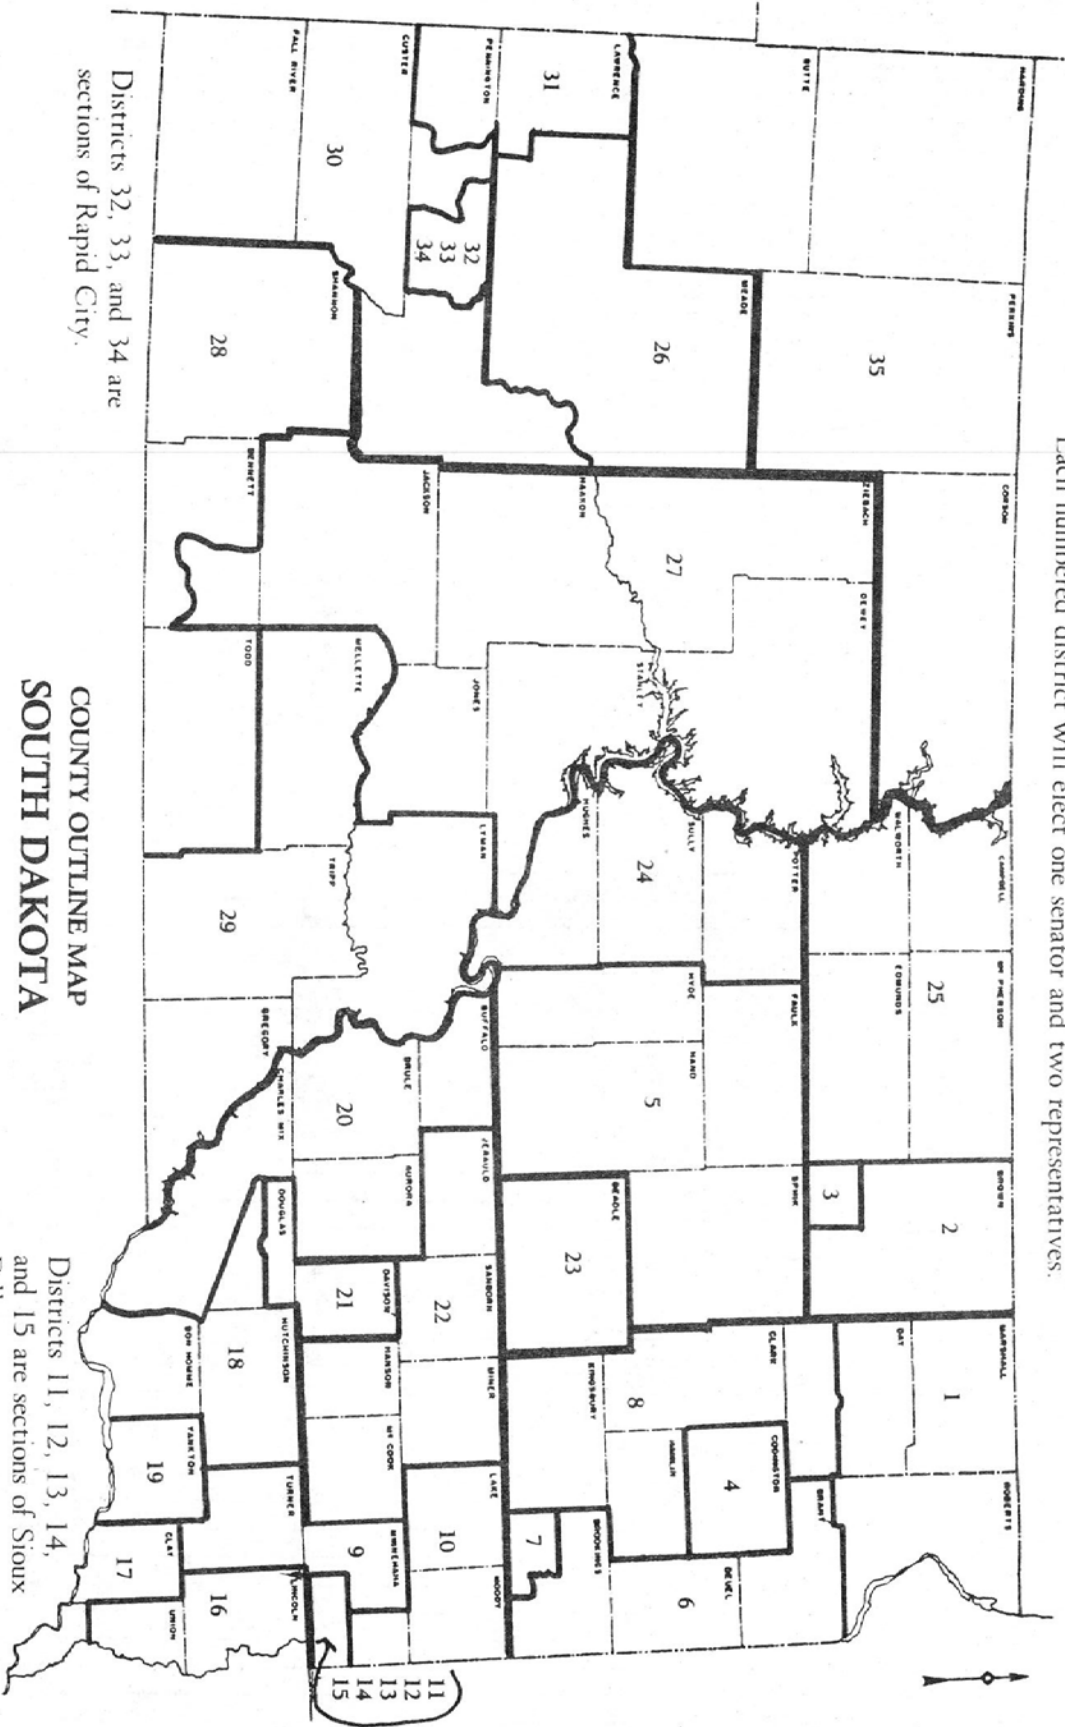 Each numbered district will elect one senator and two representatives.
HARDING
PERKINS
CORSON
CAMPBELL
MC PHERSON
BROWN
MARSHALL
ROBERTS
25
2
1
BUTTE
35
ZIEBACH
DEWEY
WALWORTH
EDMUNDS
3
DAY
GRANT
MEADE
26
27
POTTER
FAULK
SPINK
CLARK
CODINGTON
4
DEUEL
SULLY
24
HYDE
HAND
5
8
HAMLIN
6
LAWRENCE
31
HAAKON
STANLEY
HUGHES
BEADLE
23
KINGSBURY
BROOKINGS
7
PENNINGTON
32
33
34
JACKSON
JONES
LYMAN
BUFFALO
JERAULD
SANBORN
22
MINER
LAKE
10
MOODY
CUSTER
30
SHANNON
MELLETTE
TRIPP
BRULE
20
AURORA
DAVISON
21
HANSON
MC COOK
MINNEHAHA
9
11
12
13
14
15
FALL RIVER
28
BENNETT
TODD
29
GREGORY
CHARLES MIX
DOUGLAS
HUTCHINSON
18
TURNER
LINCOLN
16
BON HOMME
YANKTON
19
CLAY
17
UNION
Districts 32, 33, and 34 are
sections of Rapid City.
COUNTY OUTLINE MAP
SOUTH DAKOTA
Districts 11, 12, 13, 14,
and 15 are sections of Sioux